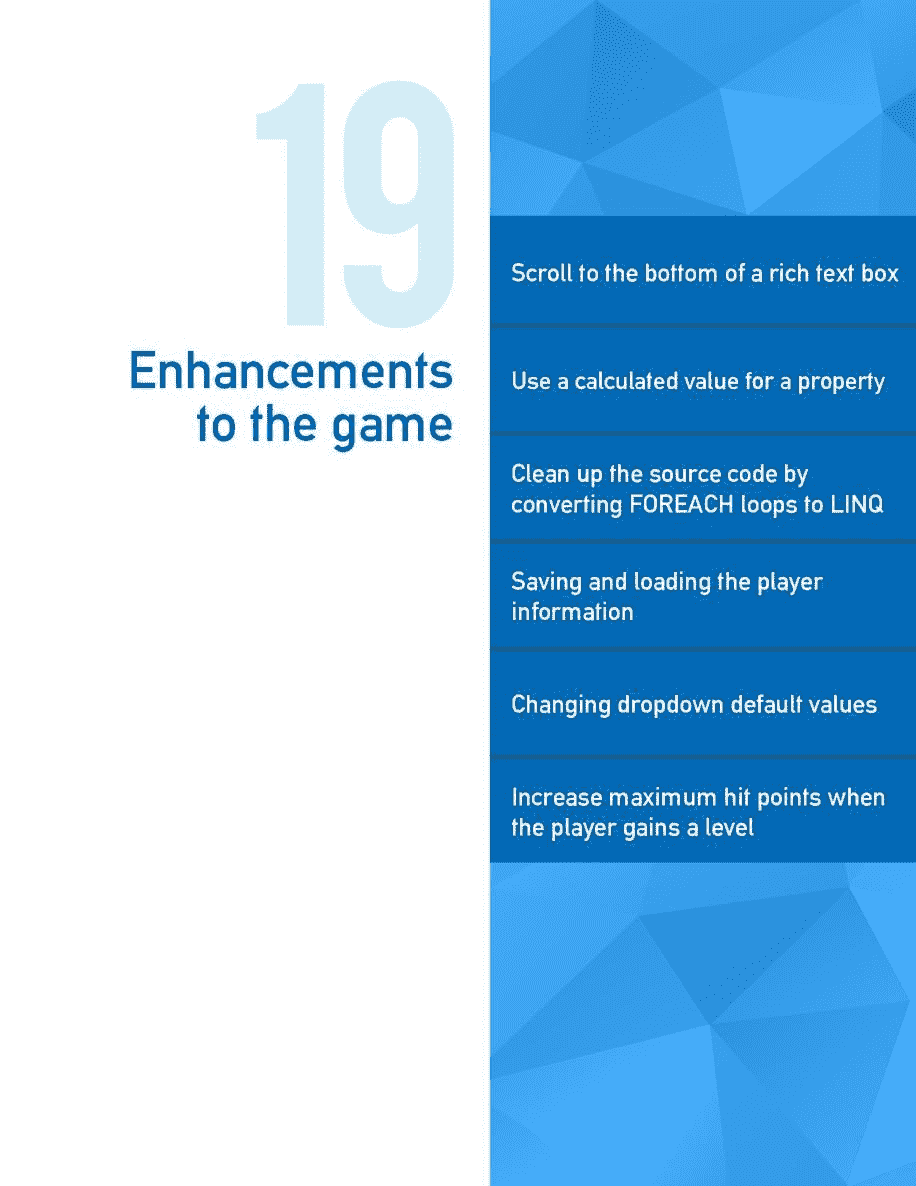 19
Enhancements
to the game
Scroll to the bottom of a rich text box
Use a calculated value for a property
Clean up the source code by
converting FOREACH loops to LINQ
Saving and loading the player
information
Changing dropdown default values
Increase maximum hit points when
the player gains a level